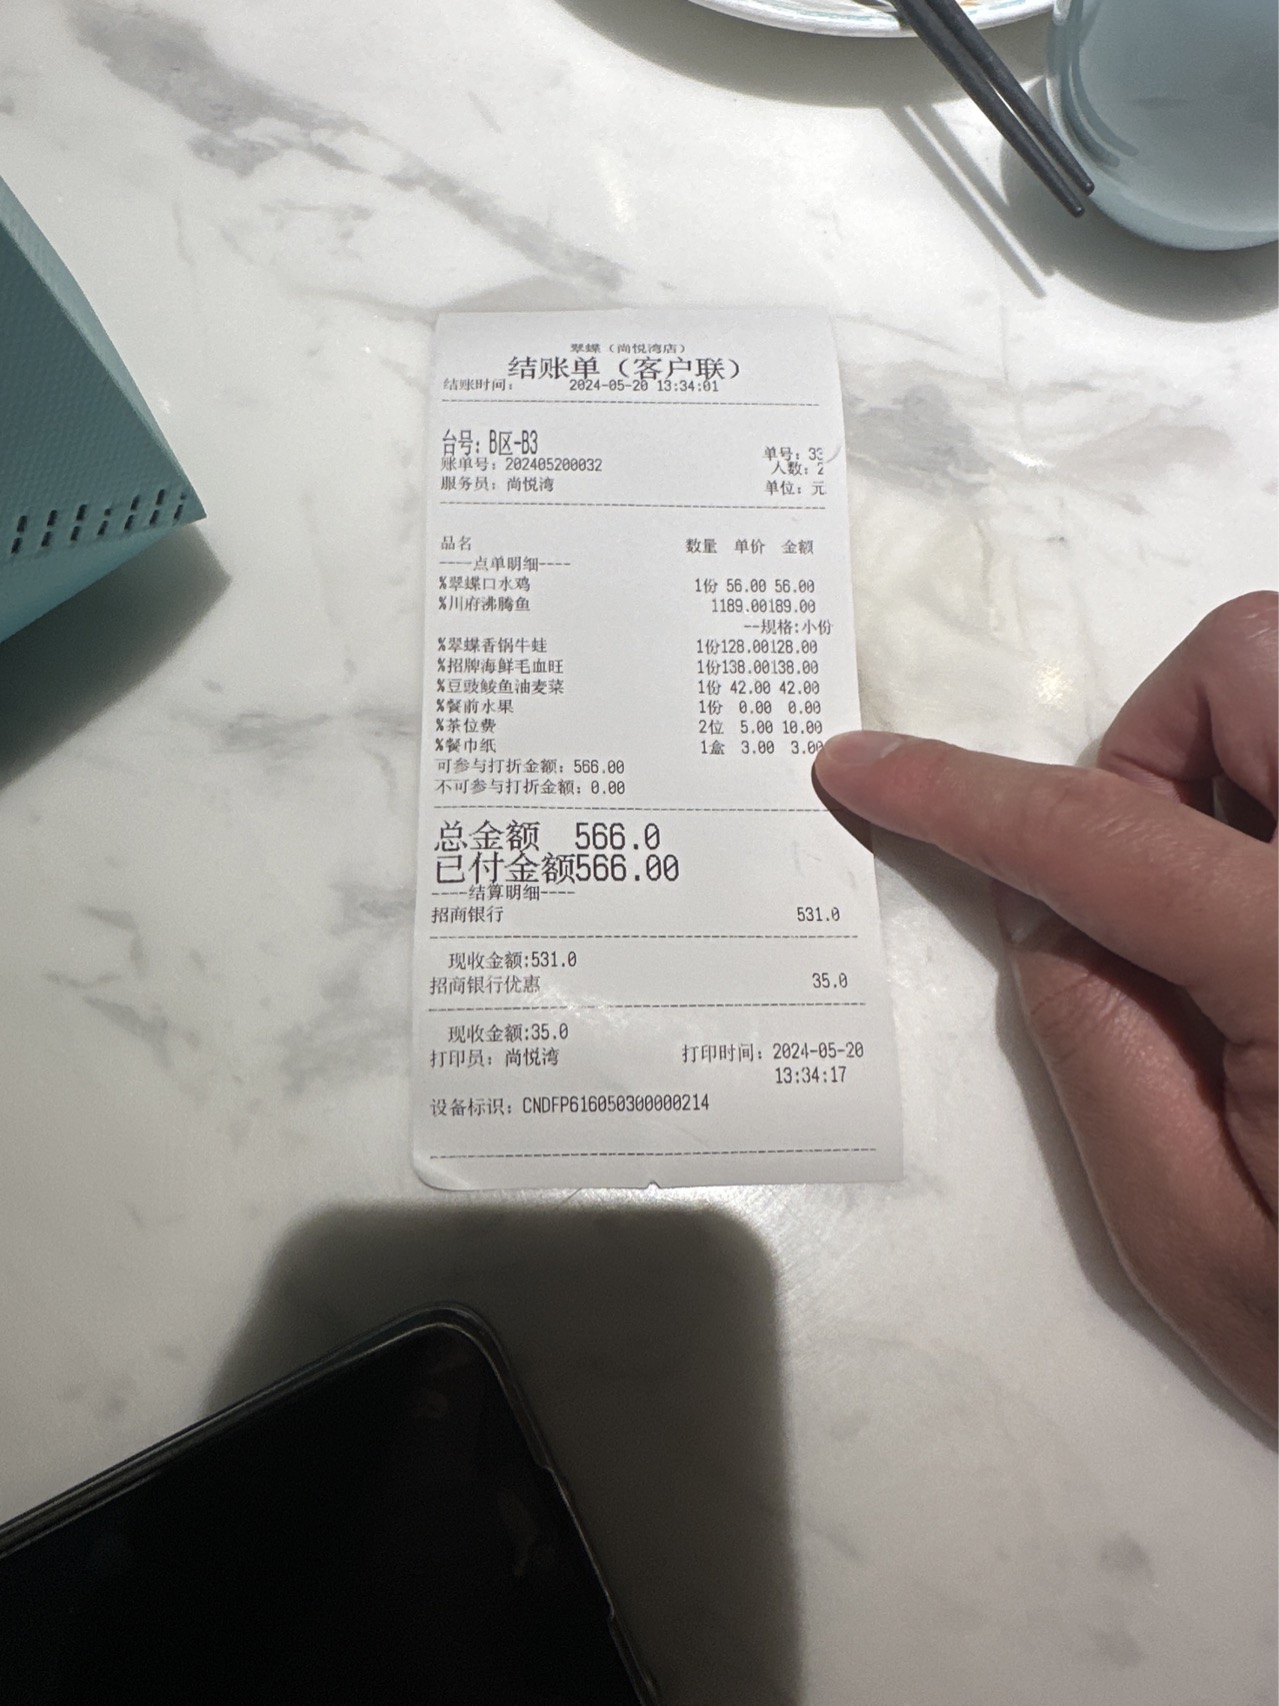 翠蝶（尚悦湾店）
结账单（客户联）
结账时间： 2024-05-20 13:34:01
台号：B区-B3
账单号：202405200032 单号：33
人数：2
服务员：尚悦湾 单位：元
品名 数量 单价 金额
----点单明细----
%翠蝶口水鸡 1份 56.00 56.00
%川府沸腾鱼 1189.00189.00
--规格:小份
%翠蝶香锅牛蛙 1份128.00128.00
%招牌海鲜毛血旺 1份138.00138.00
%豆豉鲮鱼油麦菜 1份 42.00 42.00
%餐前水果 1份 0.00 0.00
%茶位费 2位 5.00 10.00
%餐巾纸 1盒 3.00 3.00
可参与打折金额：566.00
不可参与打折金额：0.00
总金额 566.0
已付金额566.00
----结算明细----
招商银行 531.0
现收金额:531.0
招商银行优惠 35.0
现收金额:35.0
打印员：尚悦湾 打印时间：2024-05-20
13:34:17
设备标识：CNDFP616050300000214